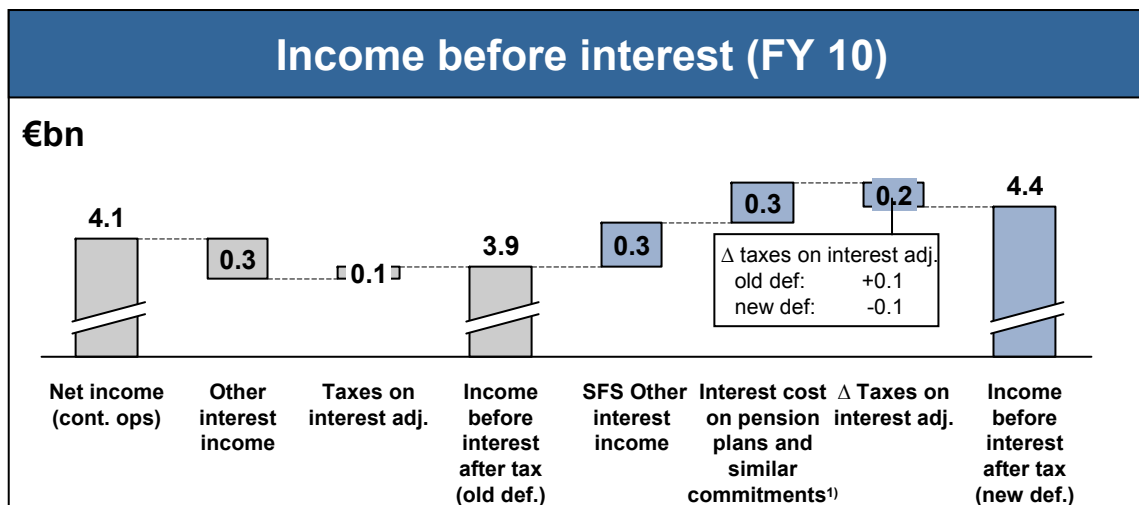 Income before interest (FY 10)
€bn
4.1
0.3
0.1
3.9
0.3
0.3
0.2
4.4
Δ taxes on interest adj.
old def: +0.1
new def: -0.1
Net income
(cont. ops)
Other
interest
income
Taxes on
interest adj.
Income
before
interest
after tax
(old def.)
SFS Other
interest
income
Interest cost
on pension
plans and
similar
commitments¹⁾
Δ Taxes on
interest adj.
Income
before
interest
after tax
(new def.)